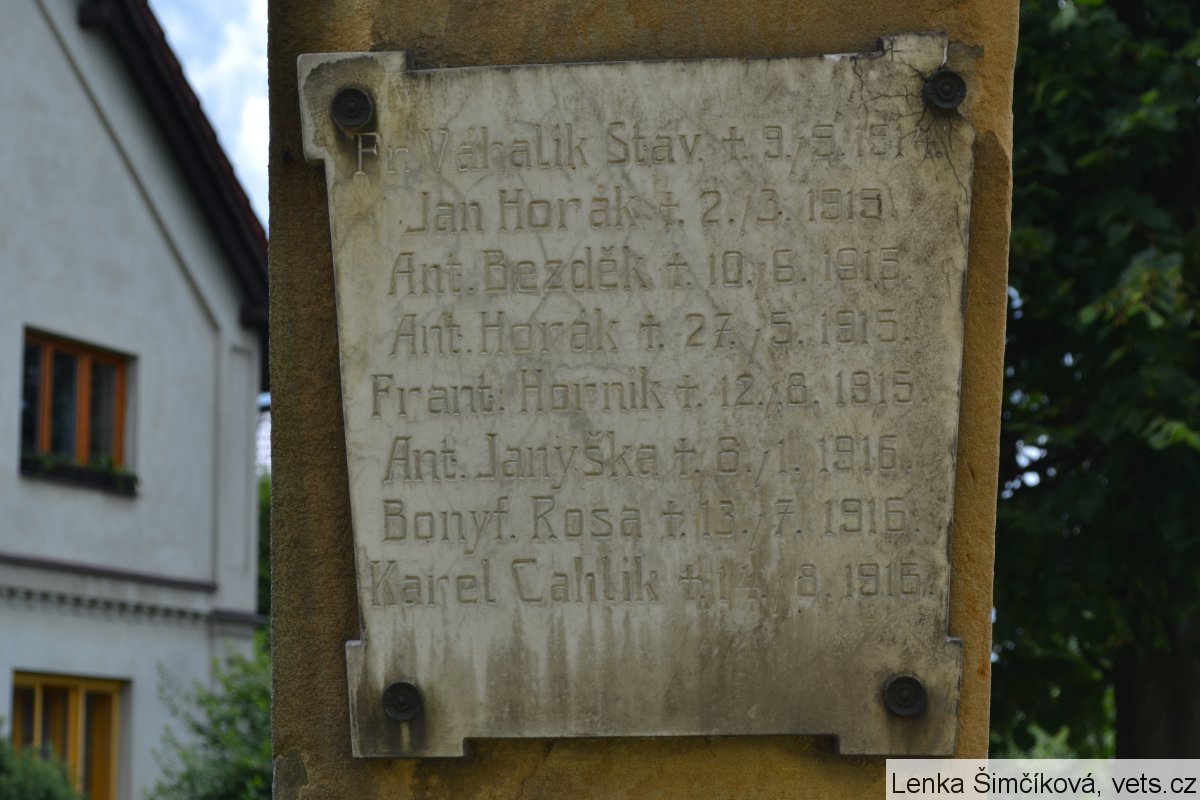 Fr. Váhalík Stav. † 9./9. 1914.
Jan Horák †. 2./3. 1915.
Ant. Bezděk †. 10./6. 1915.
Ant. Horák †. 27./5. 1915.
Frant. Horník †. 12./8. 1915.
Ant. Janyška † 8./1. 1916.
Bonyf. Rosa †. 13./7. 1916.
Karel Cahlík † 14./8. 1916.
Lenka Šimčíková, vets.cz